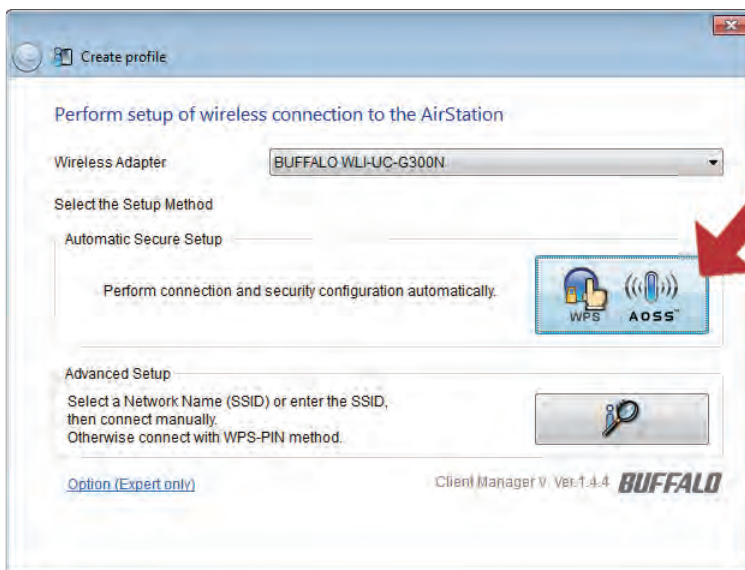 Create profile
Perform setup of wireless connection to the AirStation
Wireless Adapter
BUFFALO WLI-UC-G300N
Select the Setup Method
Automatic Secure Setup
Perform connection and security configuration automatically.
WPS
AOSS™
Advanced Setup
Select a Network Name (SSID) or enter the SSID,
then connect manually.
Otherwise connect with WPS-PIN method.
Option (Expert only)
Client Manager V Ver.1.4.4 BUFFALO